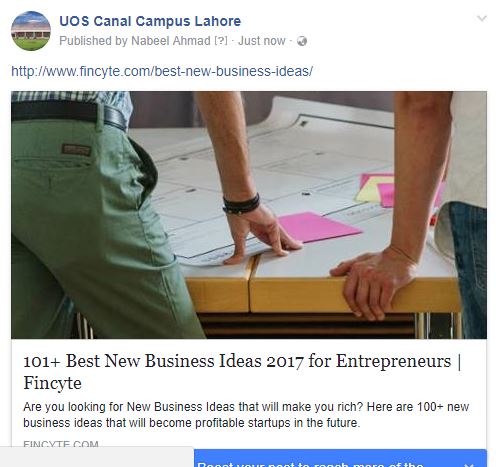 UOS Canal Campus Lahore
Published by Nabeel Ahmad [?] · Just now ·
http://www.fincyte.com/best-new-business-ideas/
101+ Best New Business Ideas 2017 for Entrepreneurs |
Fincyte
Are you looking for New Business Ideas that will make you rich? Here are 100+ new
business ideas that will become profitable startups in the future.
FINCYTE.COM
Boost your post to reach more of the